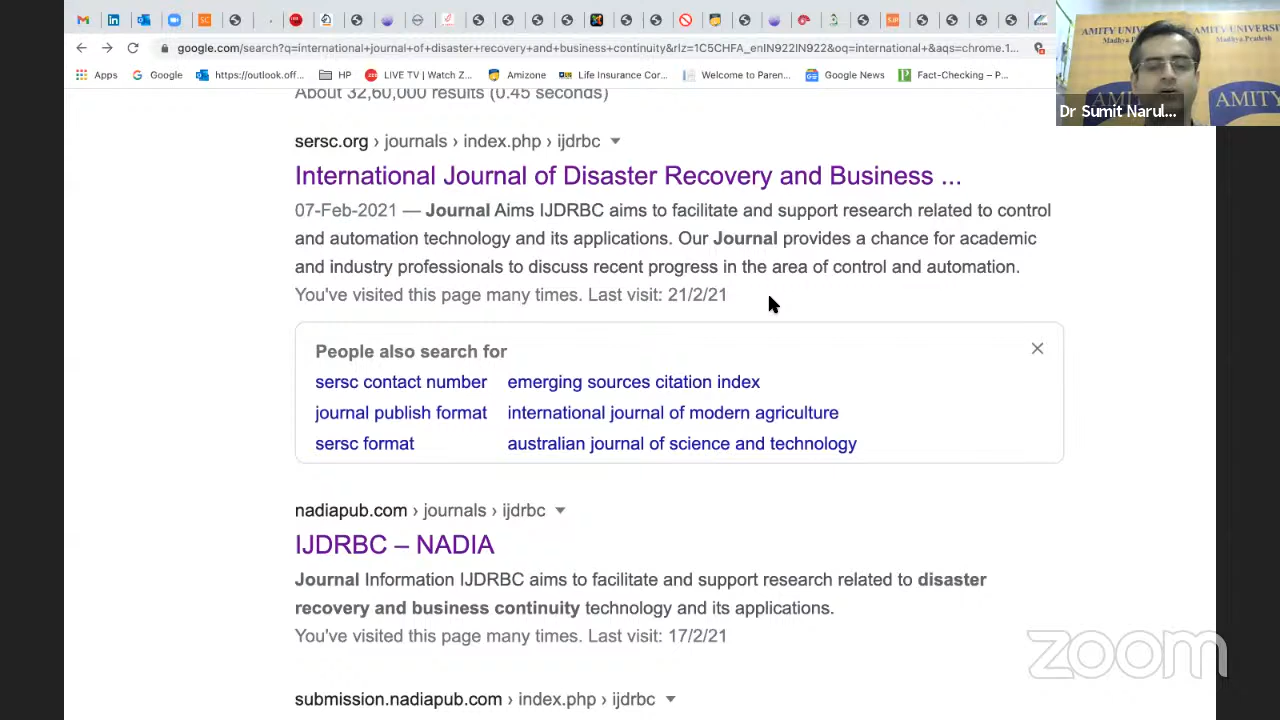 google.com/search?q=international+journal+of+disaster+recovery+and+business+continuity&rlz=1C5CHFA_enIN922IN922&oq=international+&aqs=chrome.1...
Apps Google https://outlook.off... HP LIVE TV | Watch Z... Amizone Life Insurance Cor... Welcome to Paren... Google News Fact-Checking – P...
AMITY UNIVERSITY
Madhya Pradesh
AMITY
Dr Sumit Narul...
About 32,60,000 results (0.45 seconds)
sersc.org › journals › index.php › ijdrbc
International Journal of Disaster Recovery and Business ...
07-Feb-2021 — Journal Aims IJDRBC aims to facilitate and support research related to control
and automation technology and its applications. Our Journal provides a chance for academic
and industry professionals to discuss recent progress in the area of control and automation.
You've visited this page many times. Last visit: 21/2/21
People also search for
sersc contact number emerging sources citation index
journal publish format international journal of modern agriculture
sersc format australian journal of science and technology
nadiapub.com › journals › ijdrbc
IJDRBC – NADIA
Journal Information IJDRBC aims to facilitate and support research related to disaster
recovery and business continuity technology and its applications.
You've visited this page many times. Last visit: 17/2/21
zoom
submission.nadiapub.com › index.php › ijdrbc